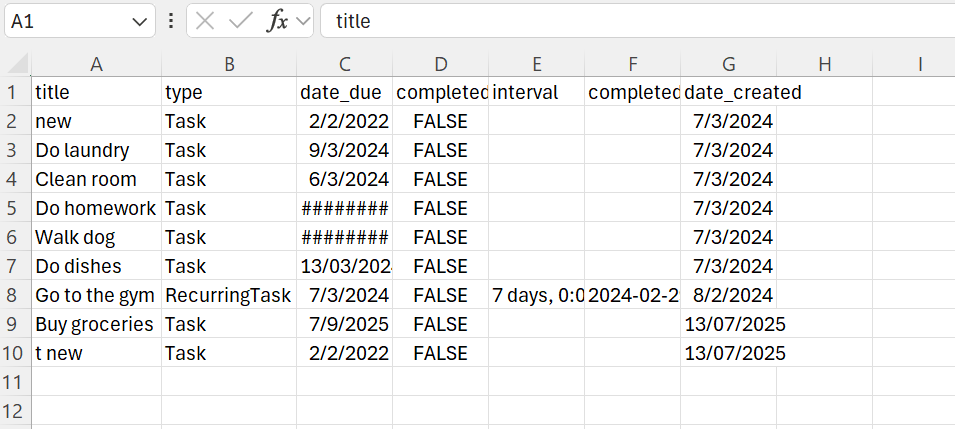 A1 fx title
A B C D E F G H I
1 title type date_due completed interval completed date_created
2 new Task 2/2/2022 FALSE 7/3/2024
3 Do laundry Task 9/3/2024 FALSE 7/3/2024
4 Clean room Task 6/3/2024 FALSE 7/3/2024
5 Do homework Task ######## FALSE 7/3/2024
6 Walk dog Task ######## FALSE 7/3/2024
7 Do dishes Task 13/03/202 FALSE 7/3/2024
8 Go to the gym RecurringTask 7/3/2024 FALSE 7 days, 0:0 2024-02-2 8/2/2024
9 Buy groceries Task 7/9/2025 FALSE 13/07/2025
10 t new Task 2/2/2022 FALSE 13/07/2025
11
12